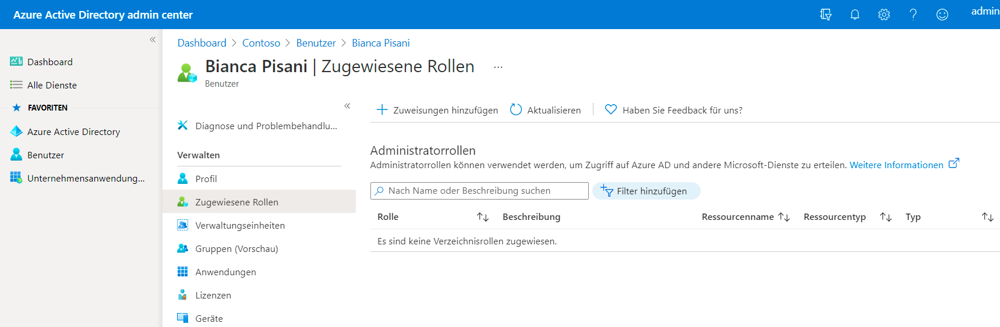 Azure Active Directory admin center
admin
Dashboard
Alle Dienste
FAVORITEN
Azure Active Directory
Benutzer
Unternehmensanwendung...
Dashboard > Contoso > Benutzer > Bianca Pisani
Bianca Pisani | Zugewiesene Rollen ...
Benutzer
Diagnose und Problembehandlu...
Verwalten
Profil
Zugewiesene Rollen
Verwaltungseinheiten
Gruppen (Vorschau)
Anwendungen
Lizenzen
Geräte
Zuweisungen hinzufügen Aktualisieren Haben Sie Feedback für uns?
Administratorrollen
Administratorrollen können verwendet werden, um Zugriff auf Azure AD und andere Microsoft-Dienste zu erteilen. Weitere Informationen
Nach Name oder Beschreibung suchen Filter hinzufügen
Rolle Beschreibung Ressourcenname Ressourcentyp Typ
Es sind keine Verzeichnisrollen zugewiesen.